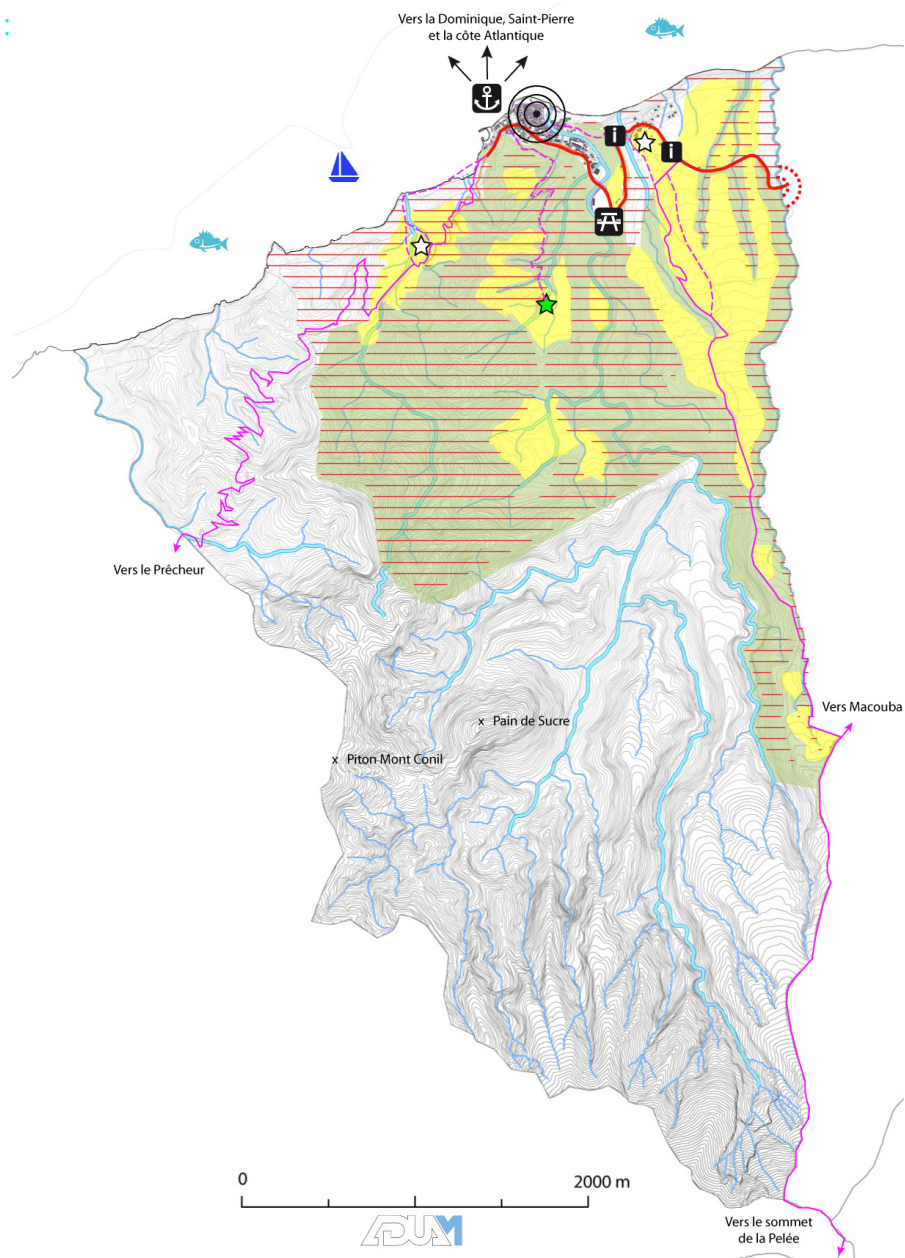 Vers la Dominique, Saint-Pierre
et la côte Atlantique
i
i
Vers le Prêcheur
x Pain de Sucre
Vers Macouba
x Piton Mont Conil
0 2000 m
ADUAM
Vers le sommet
de la Pelée